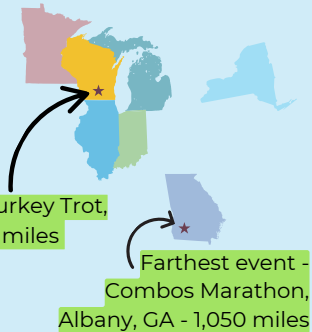 urkey Trot,
miles
Farthest event -
Combos Marathon,
Albany, GA - 1,050 miles